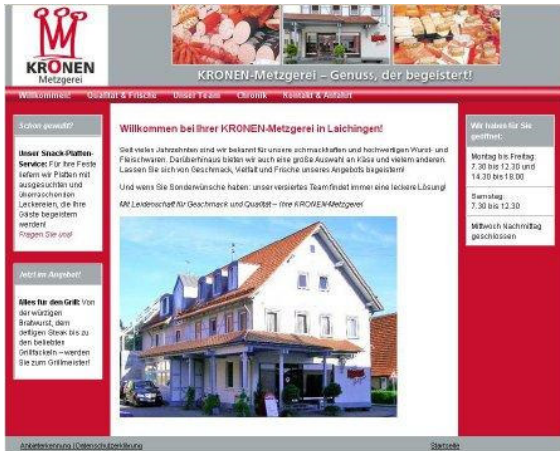 KRONEN
Metzgerei
KRONEN-Metzgerei – Genuss, der begeistert!
Willkommen! Qualität & Frische Unser Team Chronik Kontakt & Anfahrt
Schon gewußt?
Unser Snack-Platten-
Service: Für Ihre Feste
liefern wir Platten mit
ausgesuchten und
überraschenden
Leckereien, die Ihre
Gäste begeistern
werden!
Fragen Sie uns!
Jetzt im Angebot!
Alles für den Grill: Von
der würzigen
Bratwurst, dem
deftigen Steak bis zu
den beliebten
Grillfackeln – werden
Sie zum Grillmeister!
Willkommen bei Ihrer KRONEN-Metzgerei in Laichingen!
Seit vielen Jahrzehnten sind wir bekannt für unsere schmackhaften und hochwertigen Wurst- und
Fleischwaren. Darüberhinaus bieten wir auch eine große Auswahl an Käse und vielem anderen.
Lassen Sie sich von Geschmack, Vielfalt und Frische unseres Angebots begeistern!
Und wenn Sie Sonderwünsche haben: unser versiertes Team findet immer eine leckere Lösung!
Mit Leidenschaft für Geschmack und Qualität – Ihre KRONEN-Metzgerei
Wir haben für Sie
geöffnet:
Montag bis Freitag:
7.30 bis 12.30 und
14.30 bis 18.00
Samstag:
7.30 bis 12.30
Mittwoch Nachmittag
geschlossen
Anbieterkennung | Datenschutzerklärung Startseite